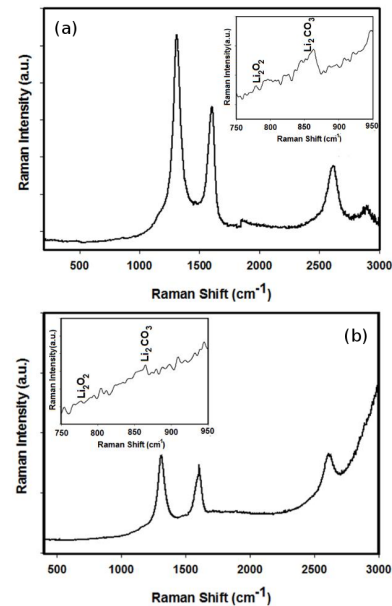 (a)
Raman Intensity (a.u.)
Raman Intensity (a.u.)
Li₂O₂
Li₂CO₃
750 800 850 900 950
Raman Shift (cm⁻¹)
500 1000 1500 2000 2500 3000
Raman Shift (cm⁻¹)
(b)
Raman Intensity (a.u.)
Raman Intensity(a.u.)
Li₂O₂
Li₂CO₃
750 800 850 900 950
Raman Shift (cm⁻¹)
500 1000 1500 2000 2500 3000
Raman Shift (cm⁻¹)